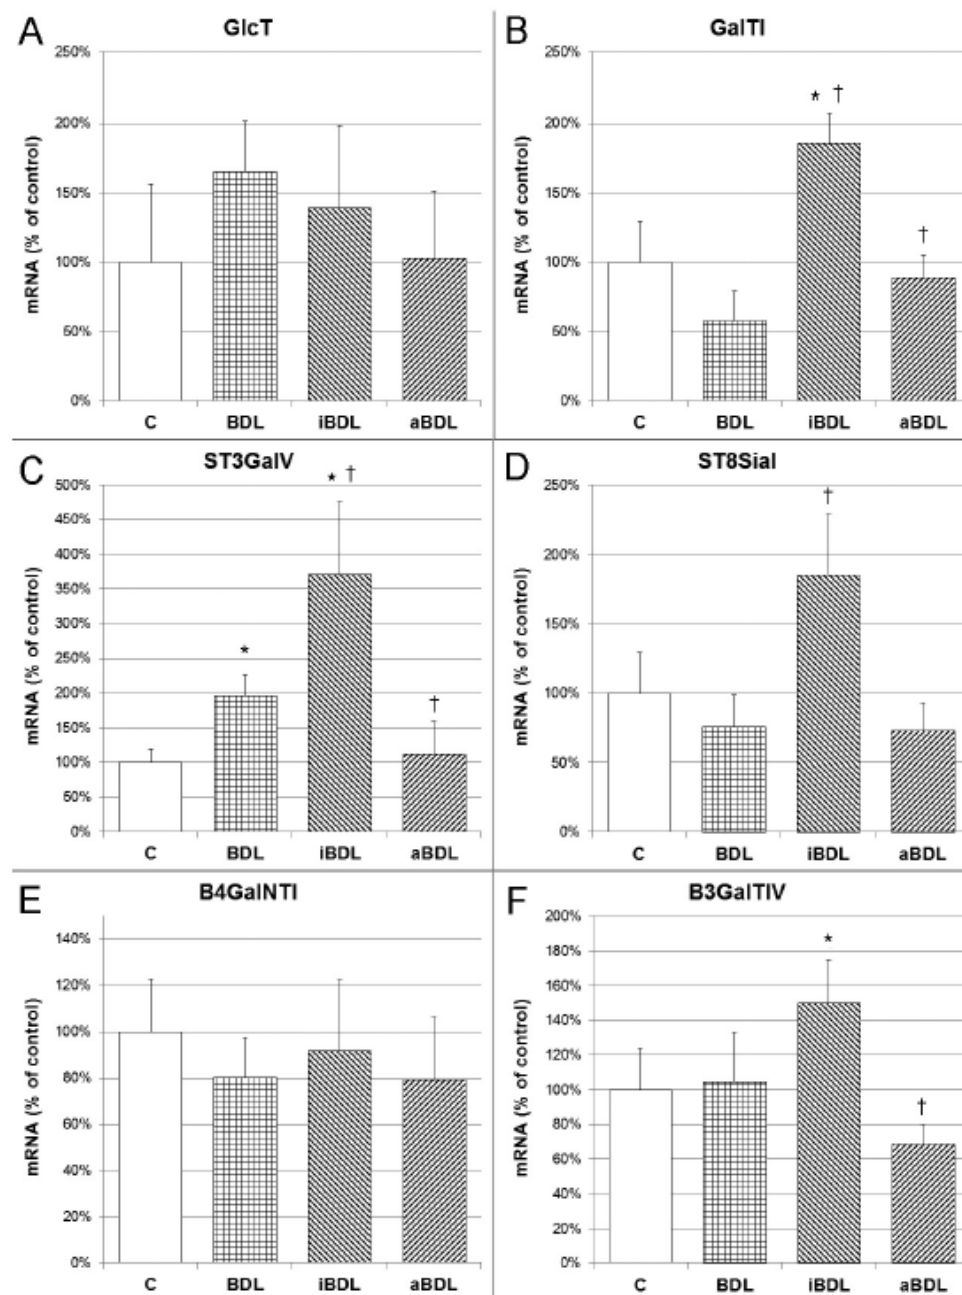 A
GlcT
250%
200%
150%
100%
50%
0%
mRNA (% of control)
C BDL iBDL aBDL
B
GalTI
250%
200%
150%
100%
50%
0%
mRNA (% of control)
* †
†
C BDL iBDL aBDL
C
ST3GalV
500%
450%
400%
350%
300%
250%
200%
150%
100%
50%
0%
mRNA (% of control)
*
* †
†
C BDL iBDL aBDL
D
ST8SiaI
250%
200%
150%
100%
50%
0%
mRNA (% of control)
†
C BDL iBDL aBDL
E
B4GalNTI
140%
120%
100%
80%
60%
40%
20%
0%
mRNA (% of control)
C BDL iBDL aBDL
F
B3GalTIV
200%
180%
160%
140%
120%
100%
80%
60%
40%
20%
0%
mRNA (% of control)
*
†
C BDL iBDL aBDL